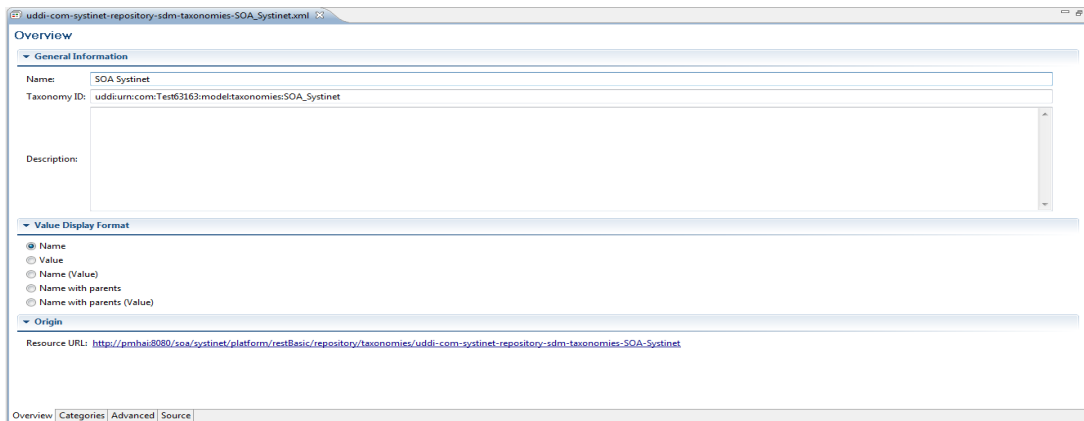 uddi-com-systinet-repository-sdm-taxonomies-SOA_Systinet.xml
Overview
General Information
Name: SOA Systinet
Taxonomy ID: uddi:urn:com:Test63163:model:taxonomies:SOA_Systinet
Description:
Value Display Format
Name
Value
Name (Value)
Name with parents
Name with parents (Value)
Origin
Resource URL: http://pmhai:8080/soa/systinet/platform/restBasic/repository/taxonomies/uddi-com-systinet-repository-sdm-taxonomies-SOA-Systinet
Overview Categories Advanced Source